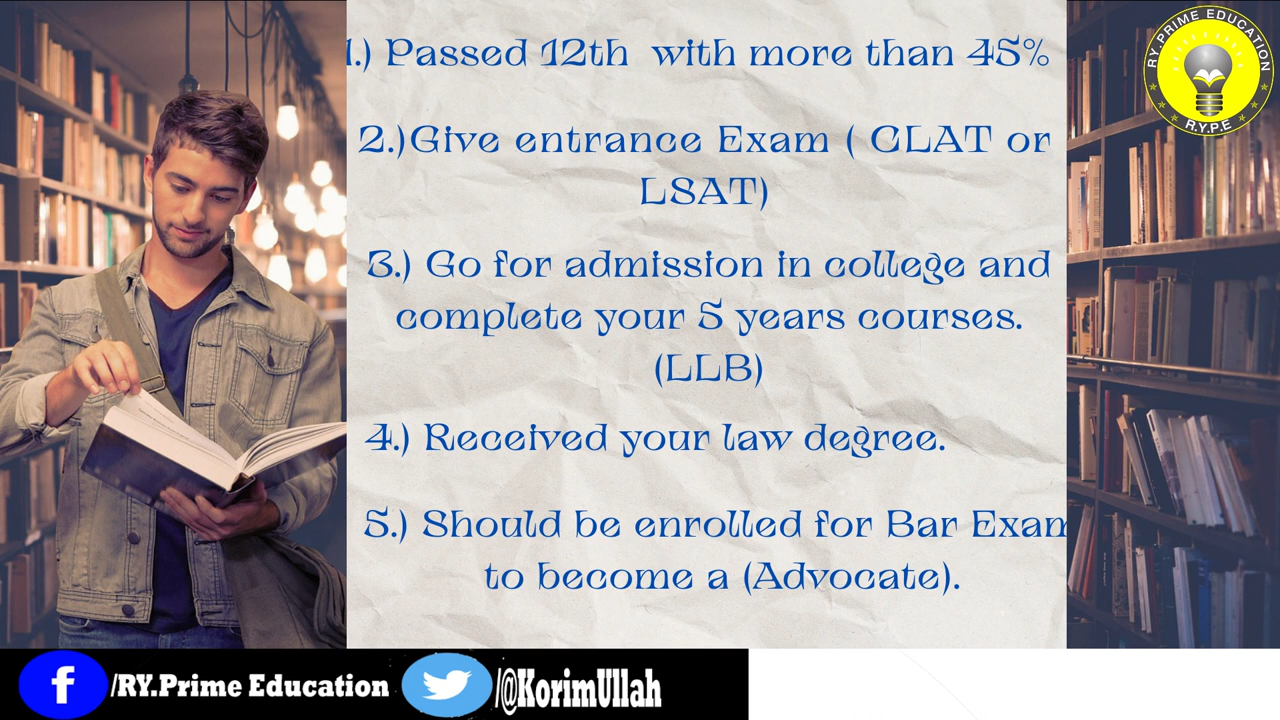 1.) Passed 12th with more than 45%
2.)Give entrance Exam ( CLAT or
LSAT)
3.) Go for admission in college and
complete your 5 years courses.
(LLB)
4.) Received your law degree.
5.) Should be enrolled for Bar Exam
to become a (Advocate).
RY.PRIME EDUCATION
R.Y.P.E
f/RY.Prime Education
/@KorimUllah